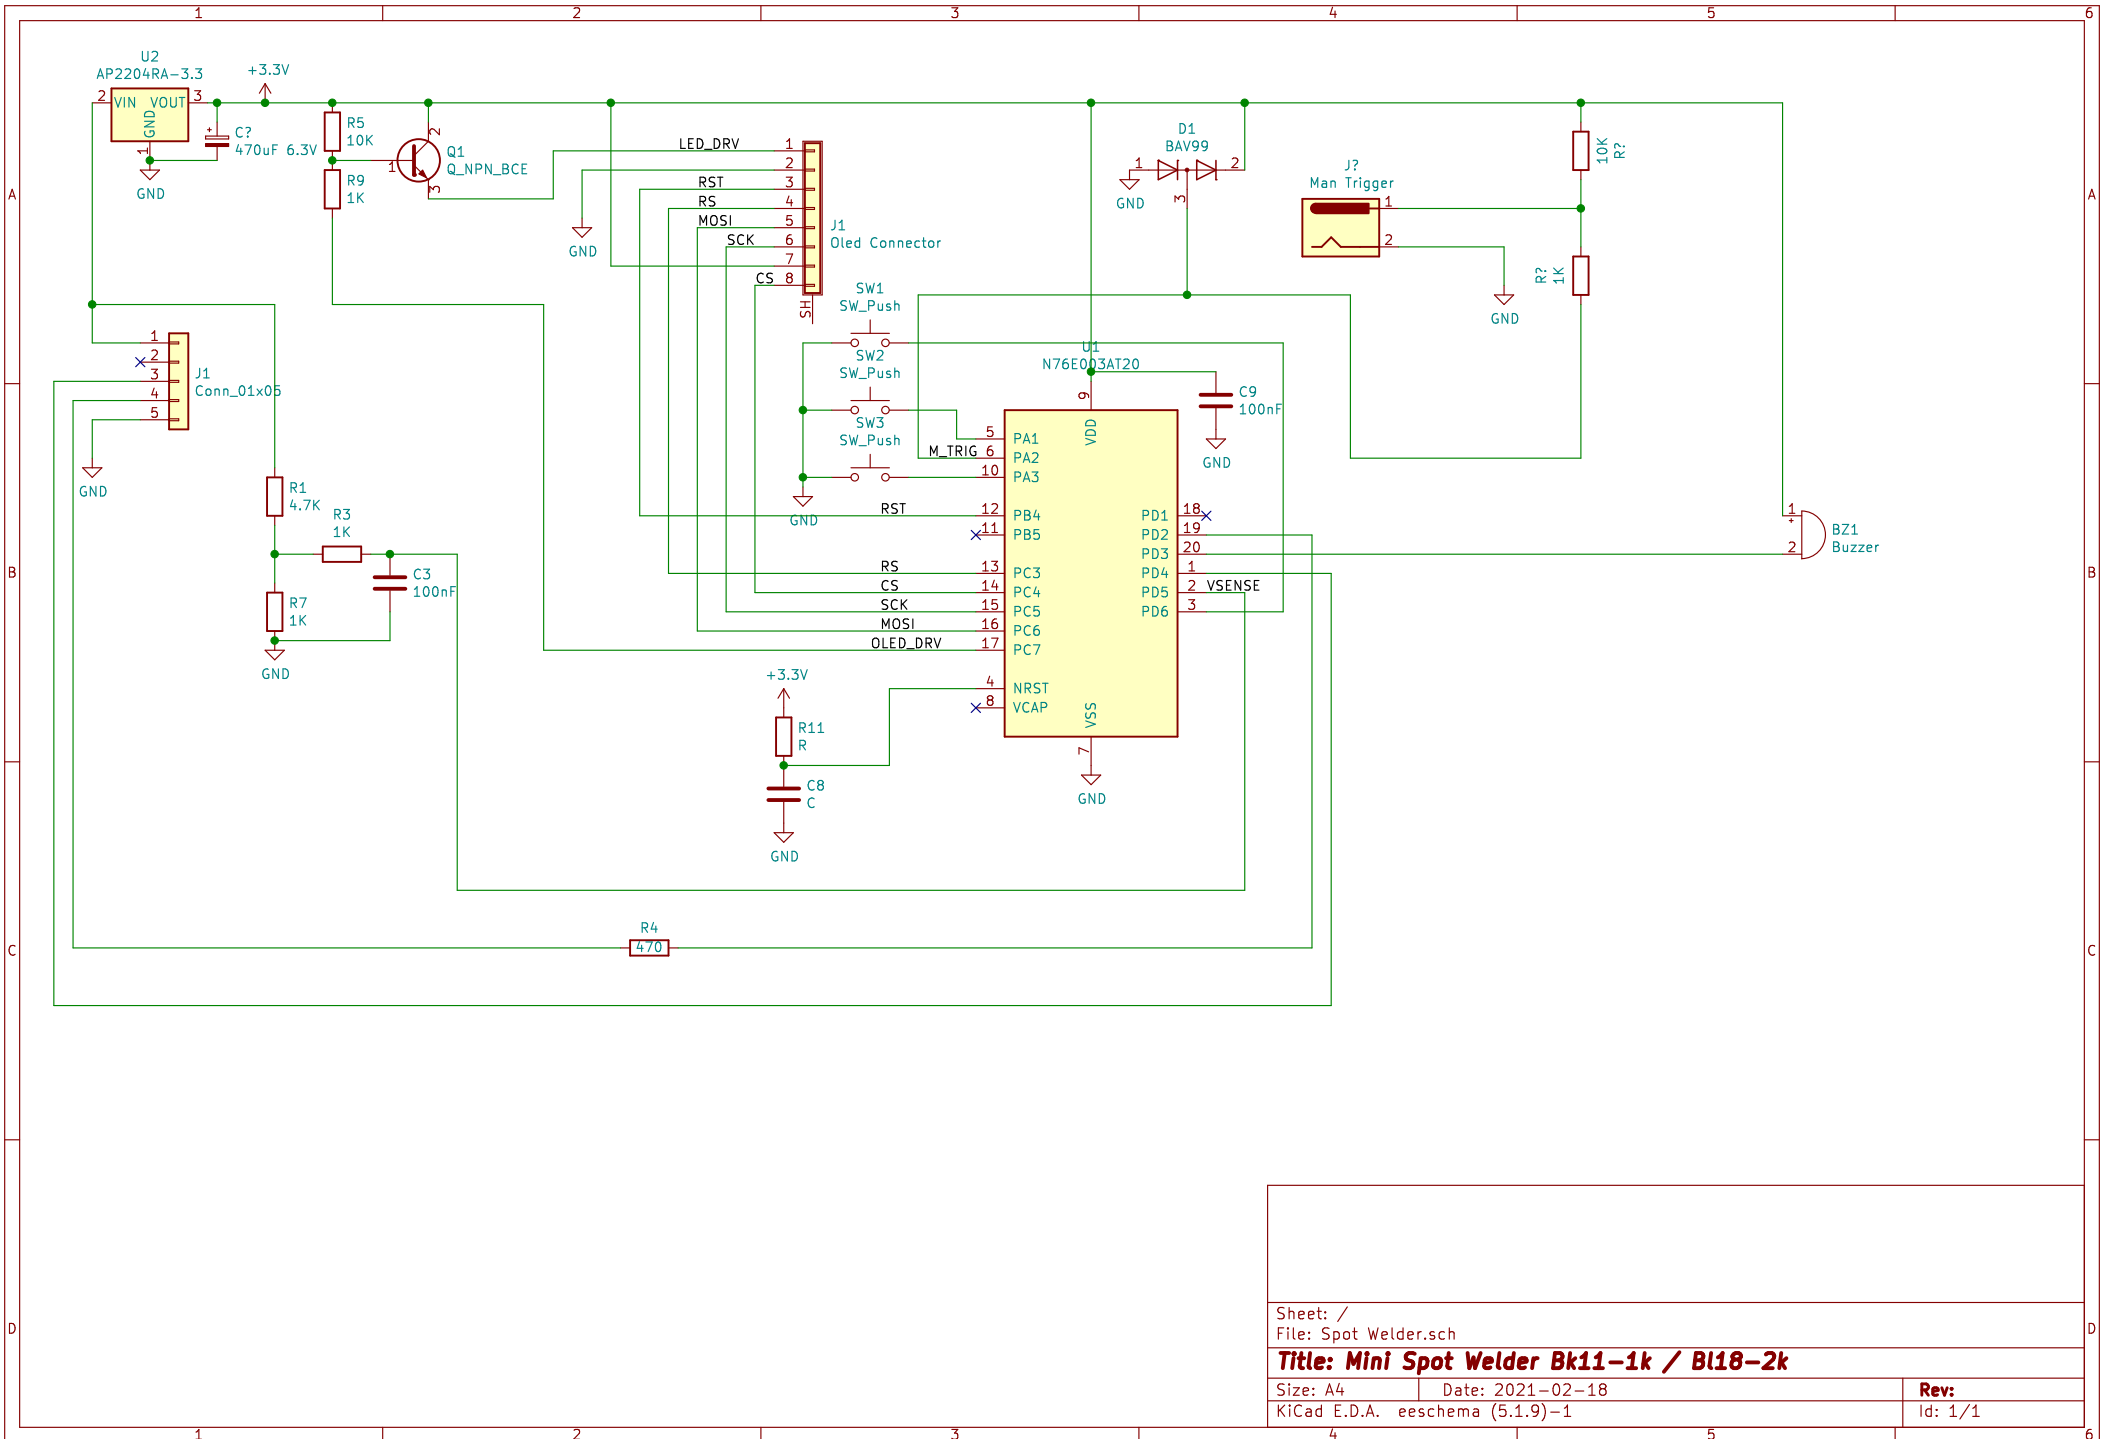 1 2 3 4 5 6
U2
AP2204RA-3.3
2 VIN VOUT 3
GND
1
GND
+3.3V
C?
470uF 6.3V
R5
10K
R9
1K
2
1
3
Q1
Q_NPN_BCE
LED_DRV 1
2
RST 3
RS 4
MOSI 5
SCK 6
7
CS 8
SH
J1
Oled Connector
GND
D1
BAV99
1 2
3
GND
J?
Man Trigger
1
2
GND
10K
R?
R?
1K
A A
SW1
SW_Push
SW2
SW_Push
SW3
SW_Push
GND
1
2
3
4
5
J1
Conn_01x05
GND
U1
N76E003AT20
9
VDD
C9
100nF
GND
5 PA1
M_TRIG 6 PA2
10 PA3
RST 12 PB4
11 PB5
RS 13 PC3
CS 14 PC4
SCK 15 PC5
MOSI 16 PC6
OLED_DRV 17 PC7
4 NRST
8 VCAP
PD1 18
PD2 19
PD3 20
PD4 1
PD5 2 VSENSE
PD6 3
VSS
7
GND
1
+
2
BZ1
Buzzer
R1
4.7K
R3
1K
C3
100nF
R7
1K
GND
B B
+3.3V
R11
R
C8
C
GND
R4
470
C C
D D
Sheet: /
File: Spot Welder.sch
Title: Mini Spot Welder Bk11-1k / Bl18-2k
Size: A4 Date: 2021-02-18 Rev:
KiCad E.D.A. eeschema (5.1.9)-1 Id: 1/1
1 2 3 4 5 6